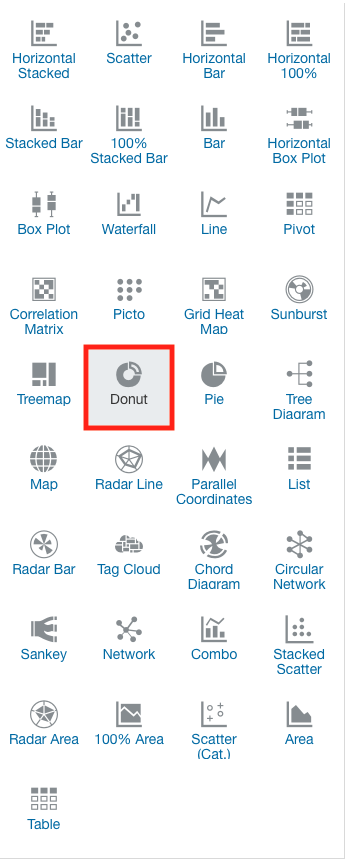 Horizontal
Stacked
Scatter
Horizontal
Bar
Horizontal
100%
Stacked Bar
100%
Stacked Bar
Bar
Horizontal
Box Plot
Box Plot
Waterfall
Line
Pivot
Correlation
Matrix
Picto
Grid Heat
Map
Sunburst
Treemap
Donut
Pie
Tree
Diagram
Map
Radar Line
Parallel
Coordinates
List
Radar Bar
Tag Cloud
Chord
Diagram
Circular
Network
Sankey
Network
Combo
Stacked
Scatter
Radar Area
100% Area
Scatter
(Cat.)
Area
Table